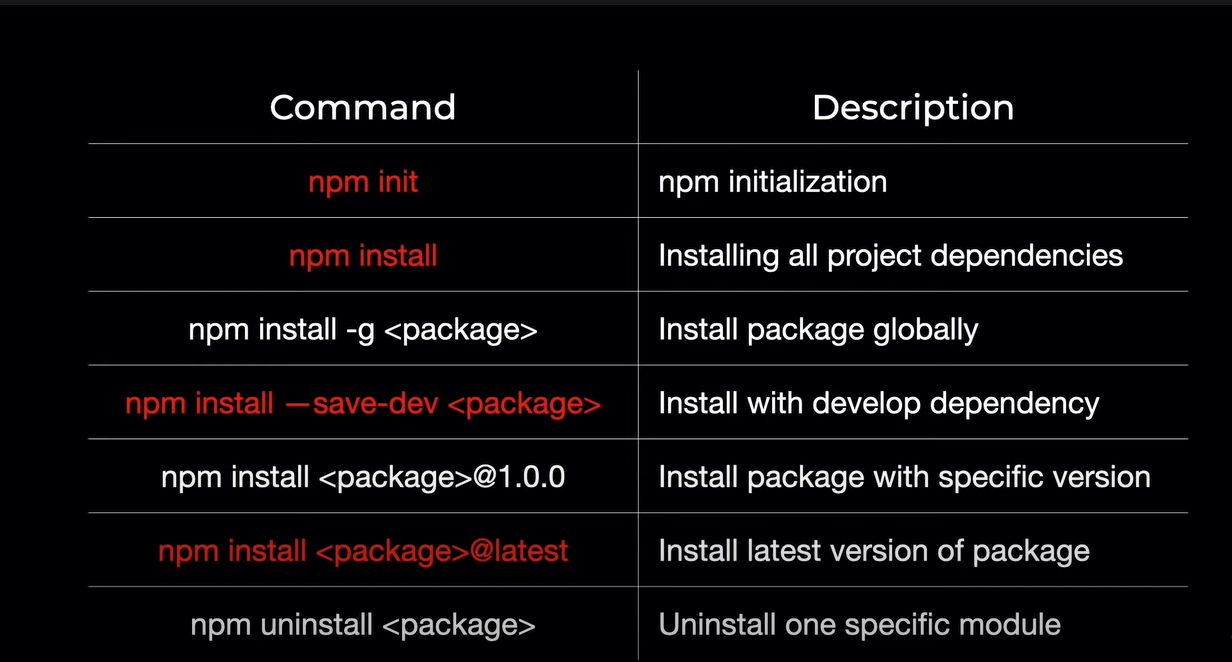 Command Description
npm init npm initialization
npm install Installing all project dependencies
npm install -g <package> Install package globally
npm install —save-dev <package> Install with develop dependency
npm install <package>@1.0.0 Install package with specific version
npm install <package>@latest Install latest version of package
npm uninstall <package> Uninstall one specific module